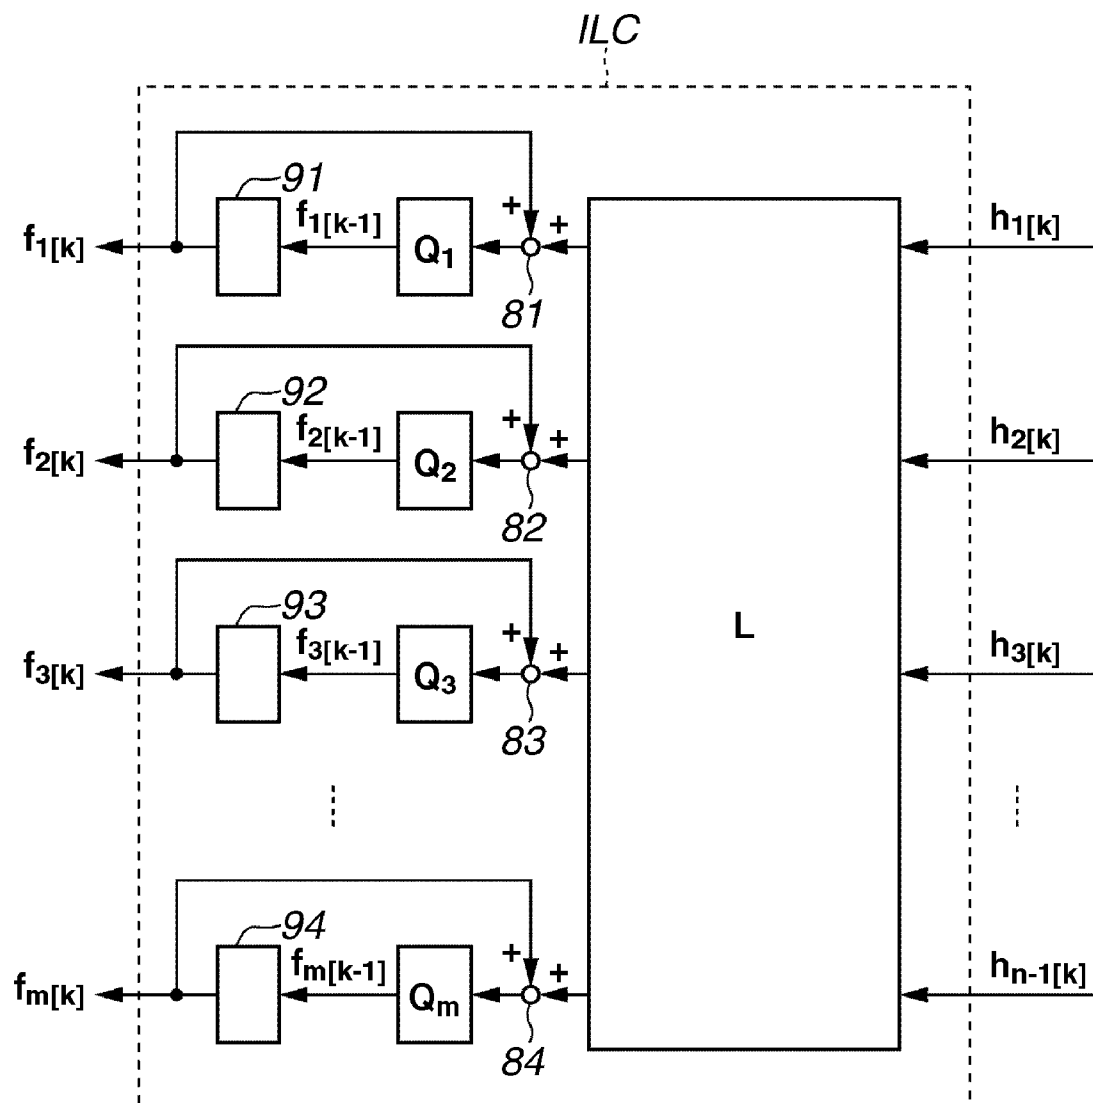 ILC
91
f1[k] f1[k-1] Q1 + + h1[k]
81
92
f2[k] f2[k-1] Q2 + + h2[k]
82
93
f3[k] f3[k-1] Q3 + + L h3[k]
83
94
fm[k] fm[k-1] Qm + + hn-1[k]
84